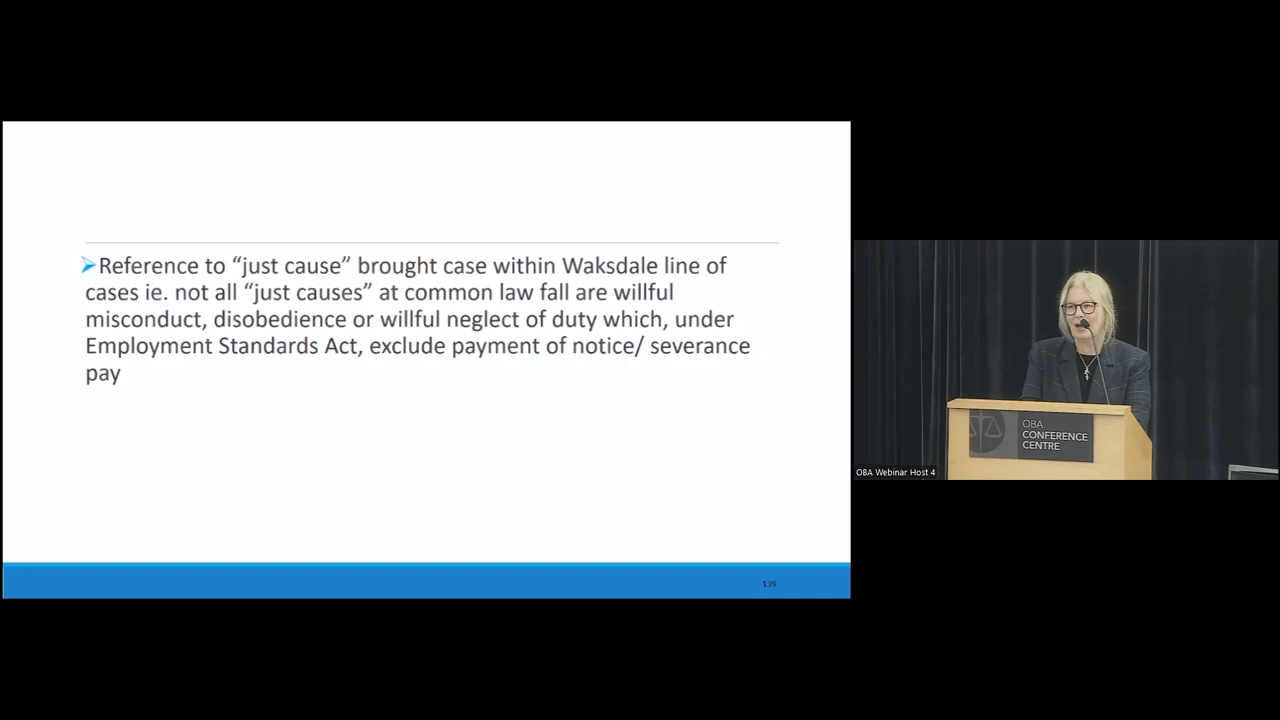 ➢Reference to “just cause” brought case within Waksdale line of
cases ie. not all “just causes” at common law fall are willful
misconduct, disobedience or willful neglect of duty which, under
Employment Standards Act, exclude payment of notice/ severance
pay
139
OBA
CONFERENCE
CENTRE
OBA Webinar Host 4